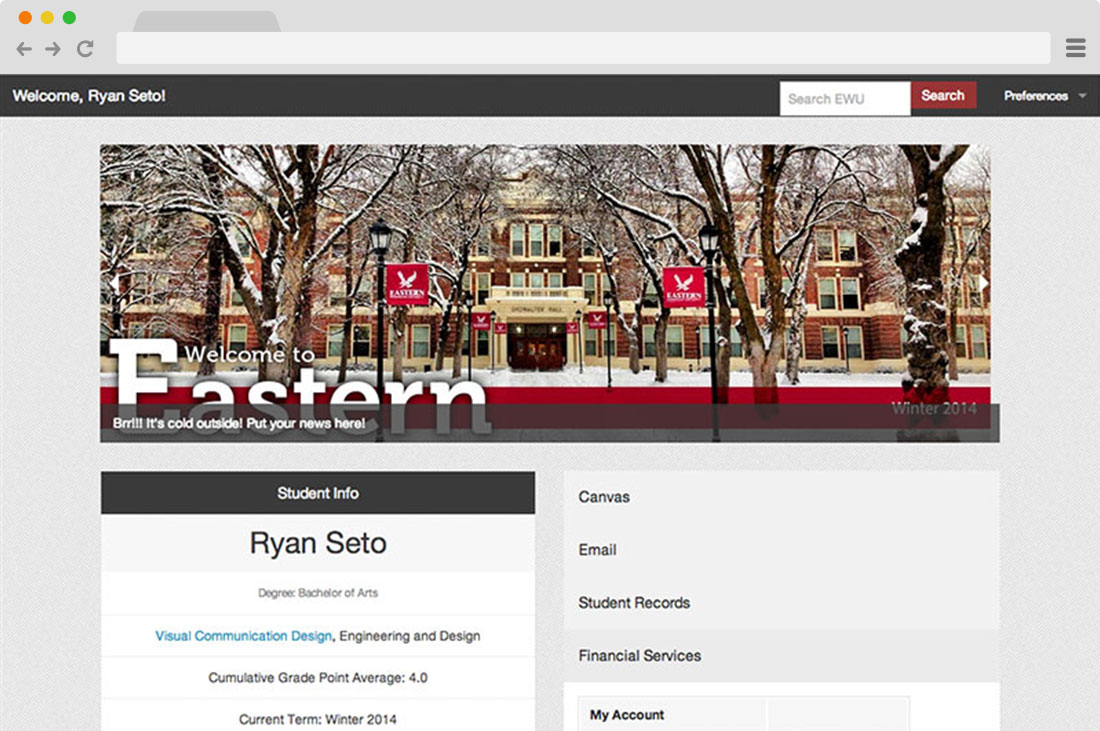 Welcome, Ryan Seto!
Search EWU
Search
Preferences
EASTERN
EASTERN
SHOWALTER HALL
Welcome to
Eastern
Winter 2014
Brr!!! It's cold outside! Put your news here!
Student Info
Ryan Seto
Degree: Bachelor of Arts
Visual Communication Design, Engineering and Design
Cumulative Grade Point Average: 4.0
Current Term: Winter 2014
Canvas
Email
Student Records
Financial Services
My Account